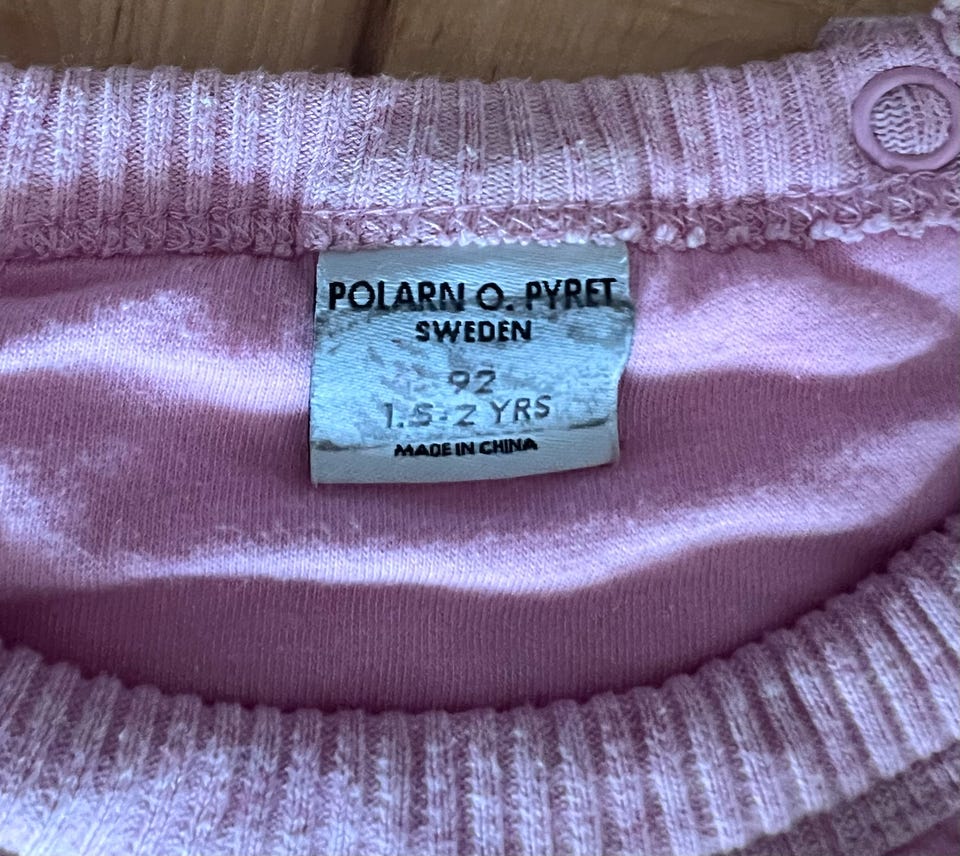 POLARN O. PYRET
SWEDEN
92
1.5-2 YRS
MADE IN CHINA